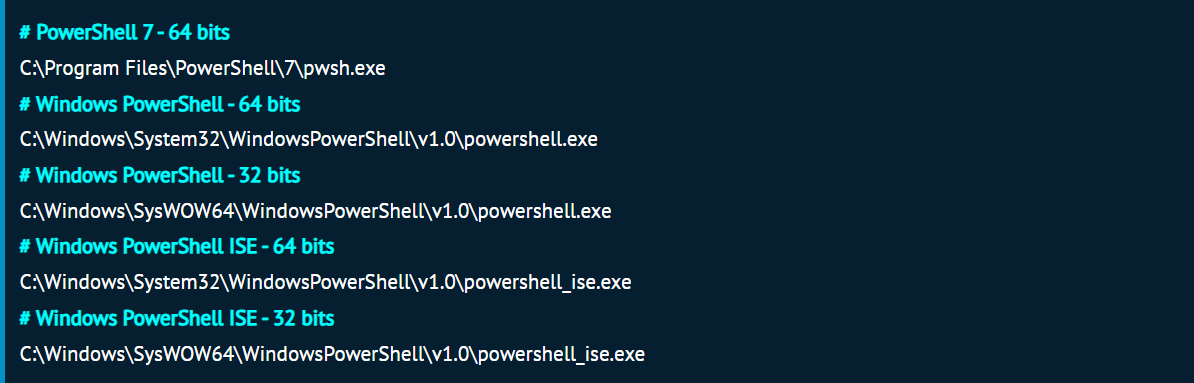 # PowerShell 7 - 64 bits
C:\Program Files\PowerShell\7\pwsh.exe
# Windows PowerShell - 64 bits
C:\Windows\System32\WindowsPowerShell\v1.0\powershell.exe
# Windows PowerShell - 32 bits
C:\Windows\SysWOW64\WindowsPowerShell\v1.0\powershell.exe
# Windows PowerShell ISE - 64 bits
C:\Windows\System32\WindowsPowerShell\v1.0\powershell_ise.exe
# Windows PowerShell ISE - 32 bits
C:\Windows\SysWOW64\WindowsPowerShell\v1.0\powershell_ise.exe